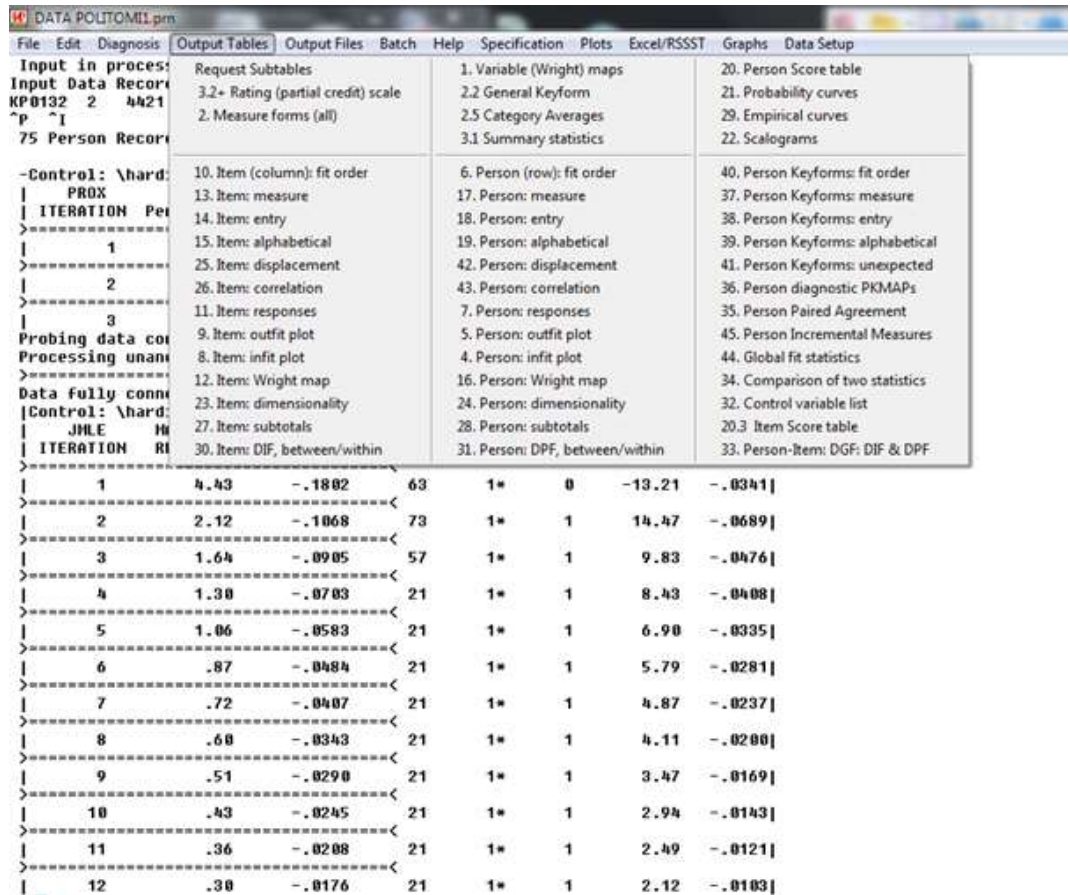 DATA POLITOMI1.prn
File Edit Diagnosis Output Tables Output Files Batch Help Specification Plots Excel/RSSST Graphs Data Setup
Input in process
Request Subtables 1. Variable (Wright) maps 20. Person Score table
Input Data Record
3.2+ Rating (partial credit) scale 2.2 General Keyform 21. Probability curves
KP0132 2 4421
2. Measure forms (all) 2.5 Category Averages 29. Empirical curves
^P ^I
3.1 Summary statistics 22. Scalograms
75 Person Record
-Control: \hard
10. Item (column): fit order 6. Person (row): fit order 40. Person Keyforms: fit order
| PROX
13. Item: measure 17. Person: measure 37. Person Keyforms: measure
| ITERATION Per
14. Item: entry 18. Person: entry 38. Person Keyforms: entry
>=====================
| 1
15. Item: alphabetical 19. Person: alphabetical 39. Person Keyforms: alphabetical
>=====================
25. Item: displacement 42. Person: displacement 41. Person Keyforms: unexpected
| 2
26. Item: correlation 43. Person: correlation 36. Person diagnostic PKMAPs
>=====================
| 3
11. Item: responses 7. Person: responses 35. Person Paired Agreement
Probing data con
9. Item: outfit plot 5. Person: outfit plot 45. Person Incremental Measures
Processing unan
8. Item: infit plot 4. Person: infit plot 44. Global fit statistics
>=====================
12. Item: Wright map 16. Person: Wright map 34. Comparison of two statistics
Data fully conne
|Control: \hard
23. Item: dimensionality 24. Person: dimensionality 32. Control variable list
| JMLE
27. Item: subtotals 28. Person: subtotals 20.3 Item Score table
| ITERATION
30. Item: DIF, between/within 31. Person: DPF, between/within 33. Person-Item: DGF: DIF & DPF
>============================================<
| 1 4.43 -.1802 63 1* 0 -13.21 -.0341|
>============================================<
| 2 2.12 -.1068 73 1* 1 14.47 -.0689|
>============================================<
| 3 1.64 -.0905 57 1* 1 9.83 -.0476|
>============================================<
| 4 1.30 -.0703 21 1* 1 8.43 -.0408|
>============================================<
| 5 1.06 -.0583 21 1* 1 6.90 -.0335|
>============================================<
| 6 .87 -.0484 21 1* 1 5.79 -.0281|
>============================================<
| 7 .72 -.0407 21 1* 1 4.87 -.0237|
>============================================<
| 8 .60 -.0343 21 1* 1 4.11 -.0200|
>============================================<
| 9 .51 -.0290 21 1* 1 3.47 -.0169|
>============================================<
| 10 .43 -.0245 21 1* 1 2.94 -.0143|
>============================================<
| 11 .36 -.0208 21 1* 1 2.49 -.0121|
>============================================<
| 12 .30 -.0176 21 1* 1 2.12 -.0103|